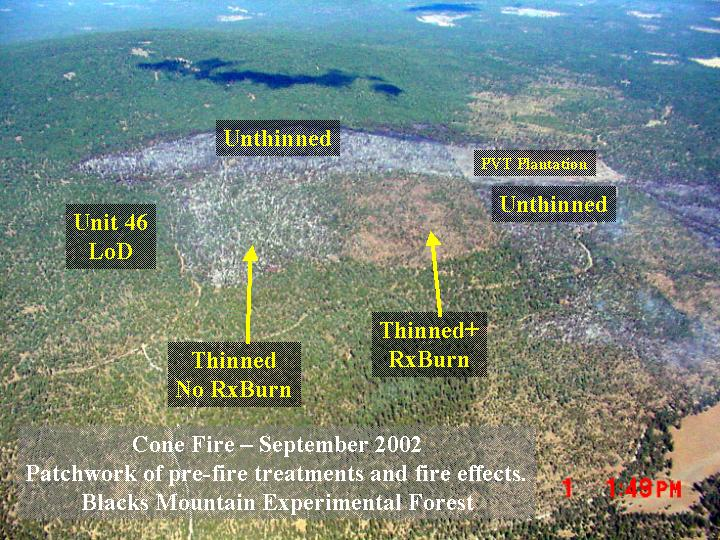 Unthinned
PVT Plantation
Unthinned
Unit 46
LoD
Thinned+
RxBurn
Thinned
No RxBurn
Cone Fire – September 2002
Patchwork of pre-fire treatments and fire effects.
Blacks Mountain Experimental Forest
1 1:49PM